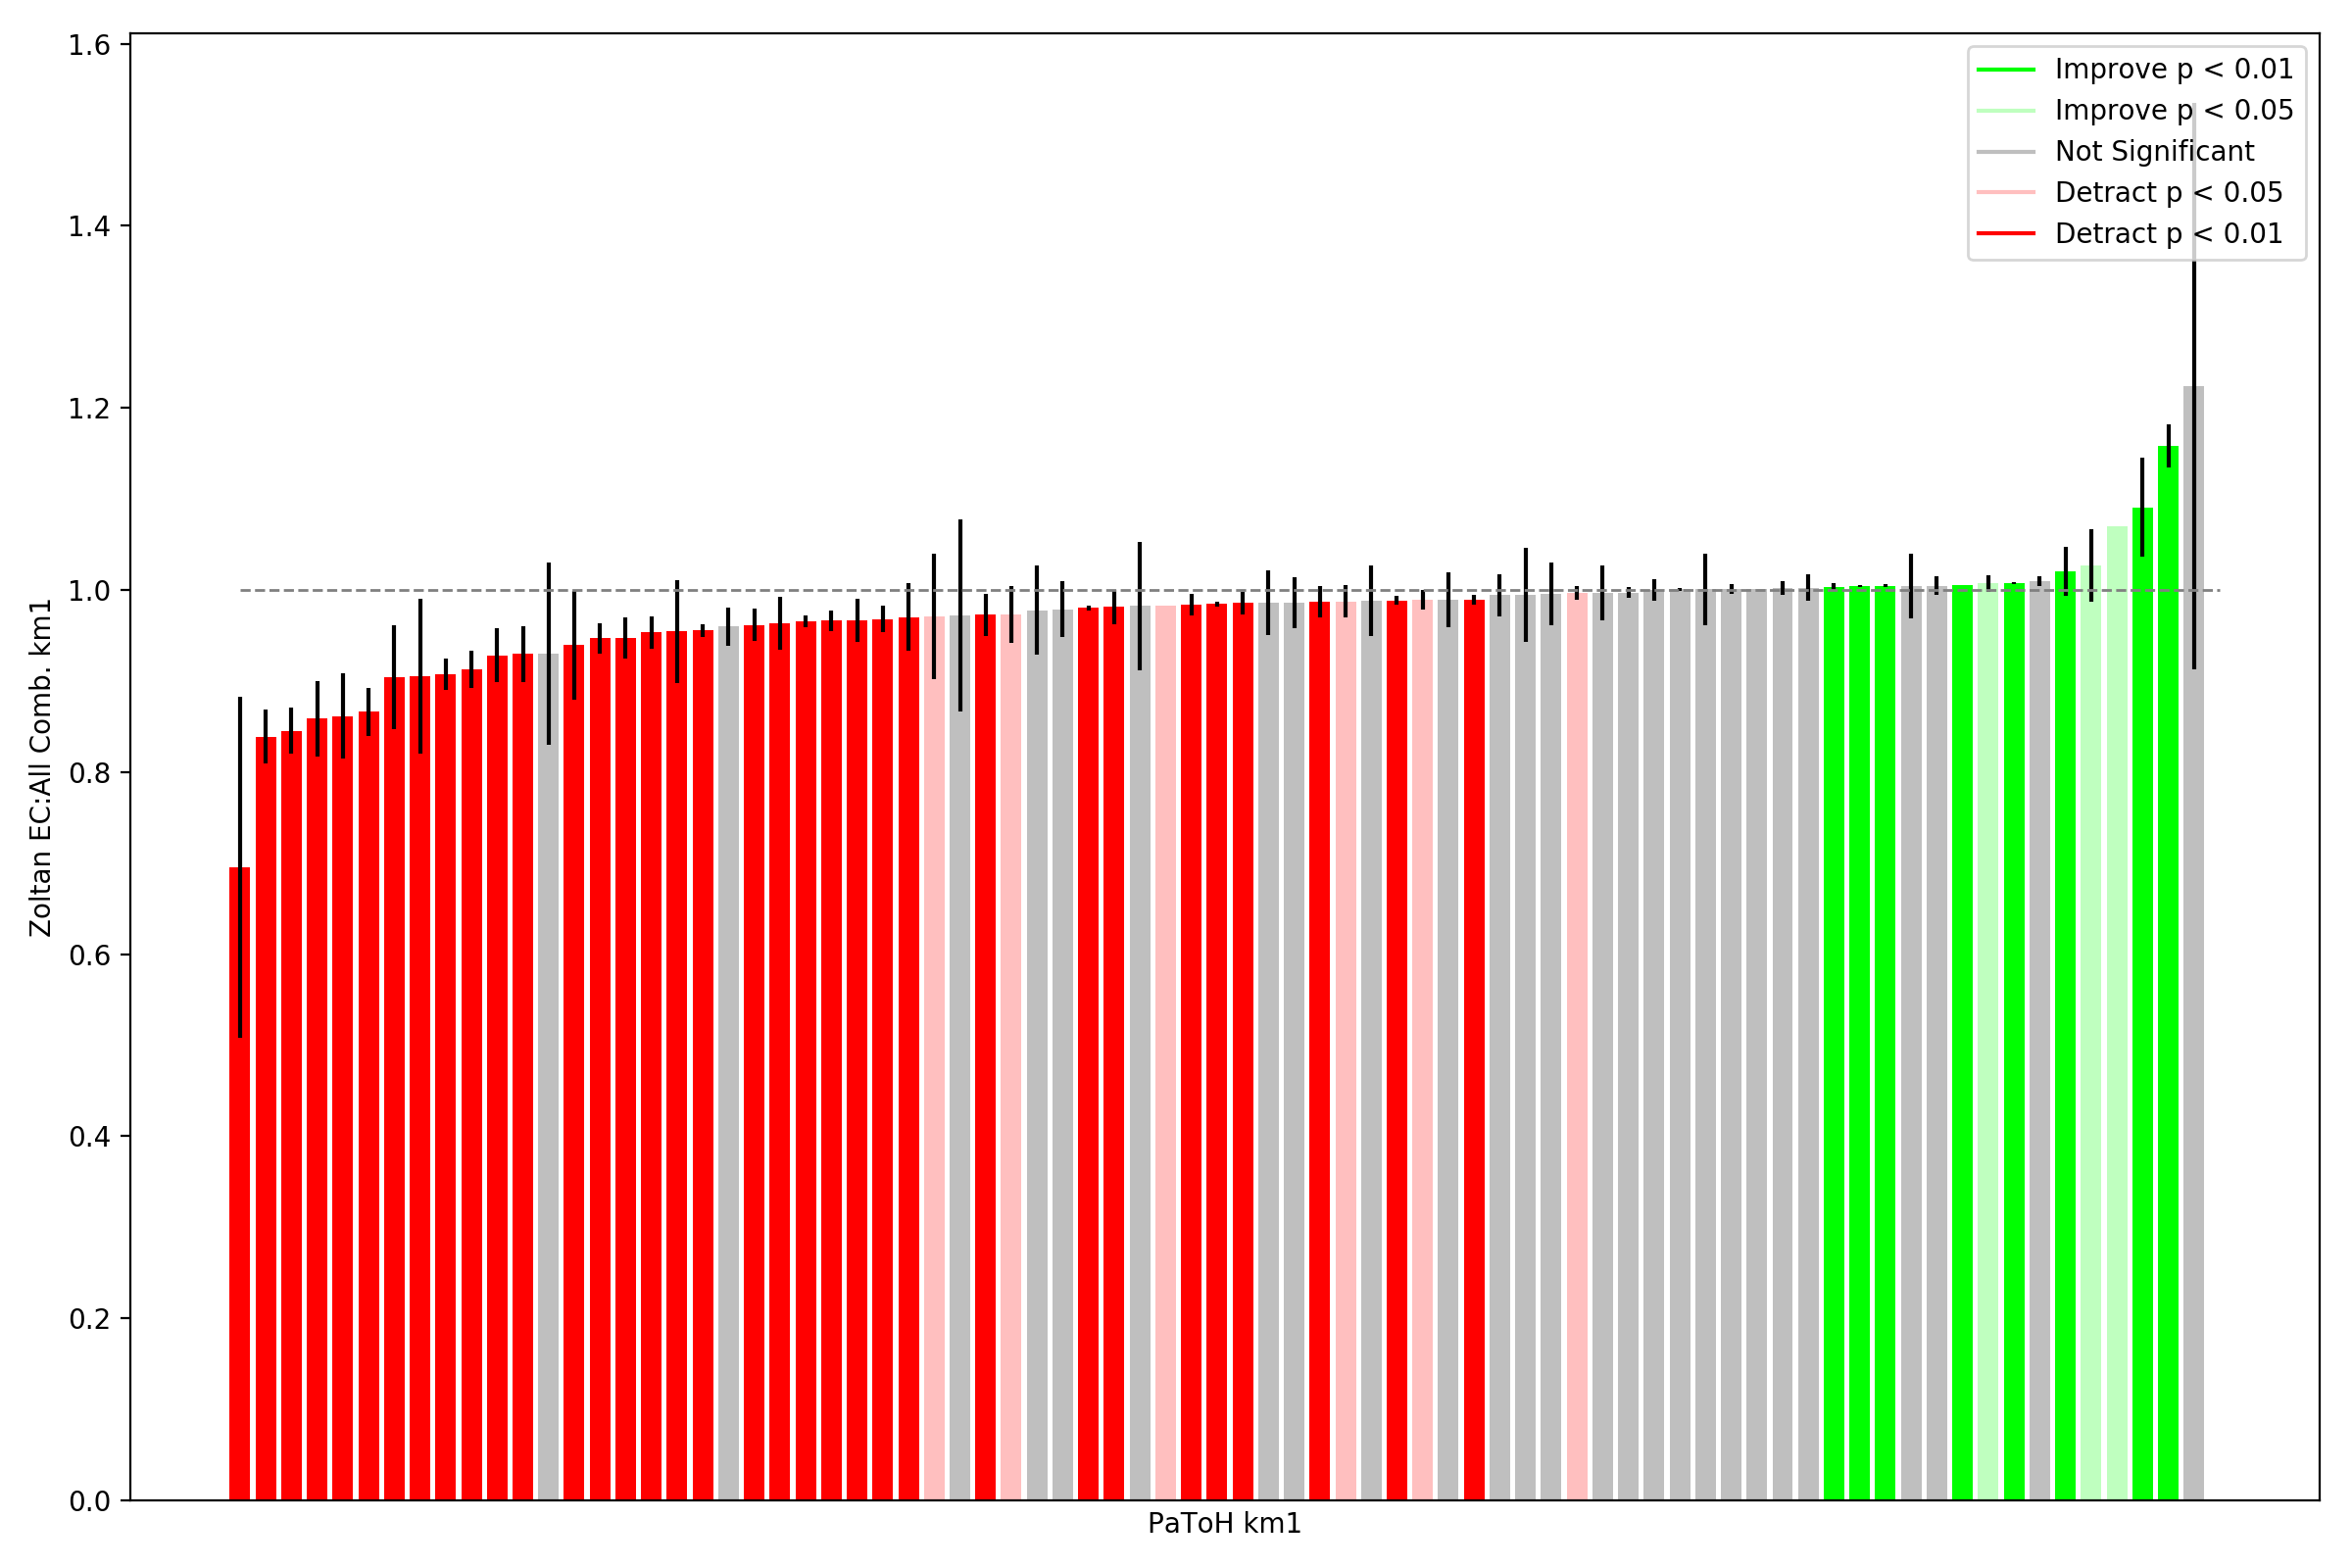 1.6
1.4
1.2
1.0
0.8
0.6
0.4
0.2
0.0
Zoltan EC:All Comb. km1
PaToH km1
Improve p < 0.01
Improve p < 0.05
Not Significant
Detract p < 0.05
Detract p < 0.01